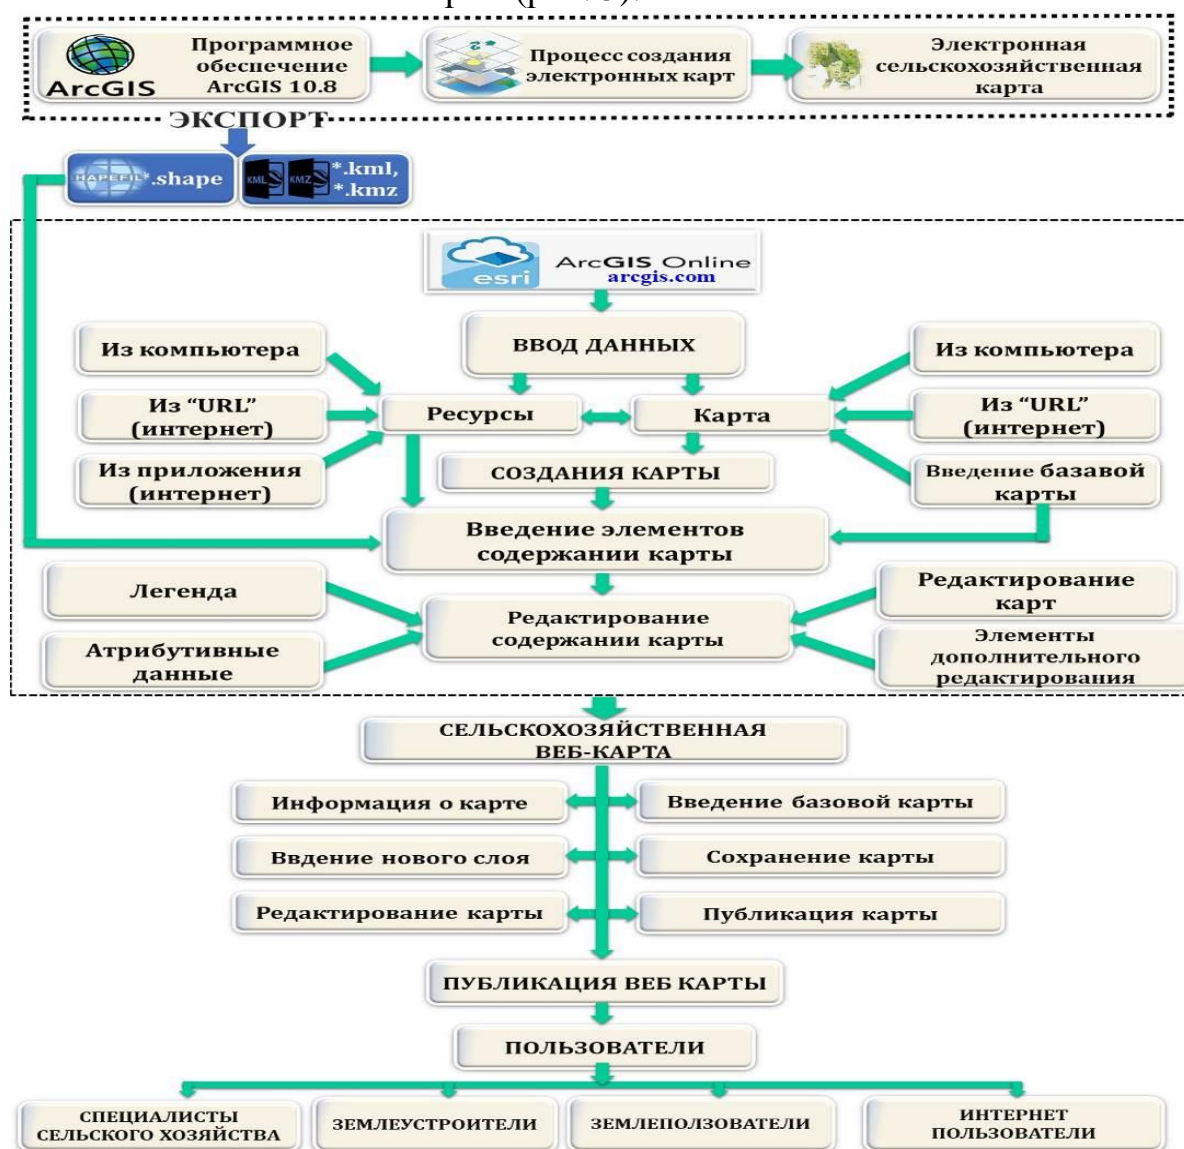 Программное
обеспечение
ArcGIS 10.8
ArcGIS
Процесс создания
электронных карт
Электронная
сельскохозяйственная
карта
ЭКСПОРТ
*.shape
KML
KMZ
*.kml,
*.kmz
esri
ArcGIS Online
arcgis.com
ВВОД ДАННЫХ
Из компьютера
Из компьютера
Из “URL”
(интернет)
Ресурсы
Карта
Из “URL”
(интернет)
Из приложения
(интернет)
СОЗДАНИЯ КАРТЫ
Введение базавой
карты
Введение элементов
содержании карты
Легенда
Редактирование
карт
Редактирование
содержании карты
Атрибутивные
данные
Элементы
дополнительного
редактирования
СЕЛЬСКОХОЗЯЙСТВЕННАЯ
ВЕБ-КАРТА
Информация о карте
Введение базовой карты
Ввдение нового слоя
Сохранение карты
Редактирование карты
Публикация карты
ПУБЛИКАЦИЯ ВЕБ КАРТЫ
ПОЛЬЗОВАТЕЛИ
СПЕЦИАЛИСТЫ
СЕЛЬСКОГО ХОЗЯЙСТВА
ЗЕМЛЕУСТРОИТЕЛИ
ЗЕМЛЕПОЛЗОВАТЕЛИ
ИНТЕРНЕТ
ПОЛЬЗОВАТЕЛИ